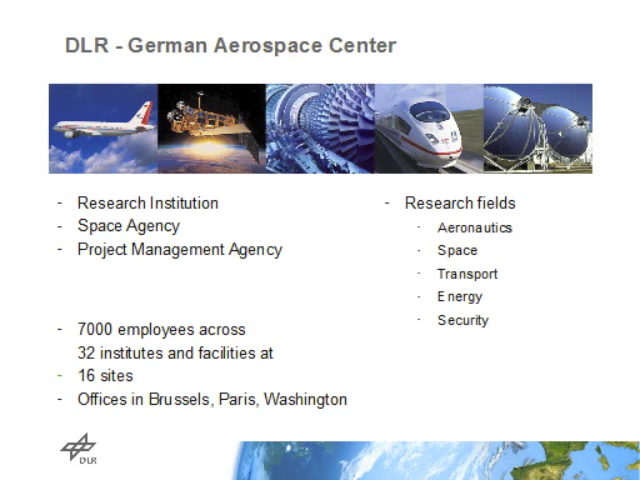 DLR - German Aerospace Center
- Research Institution
- Space Agency
- Project Management Agency
- 7000 employees across
32 institutes and facilities at
- 16 sites
- Offices in Brussels, Paris, Washington
- Research fields
- Aeronautics
- Space
- Transport
- Energy
- Security
DLR